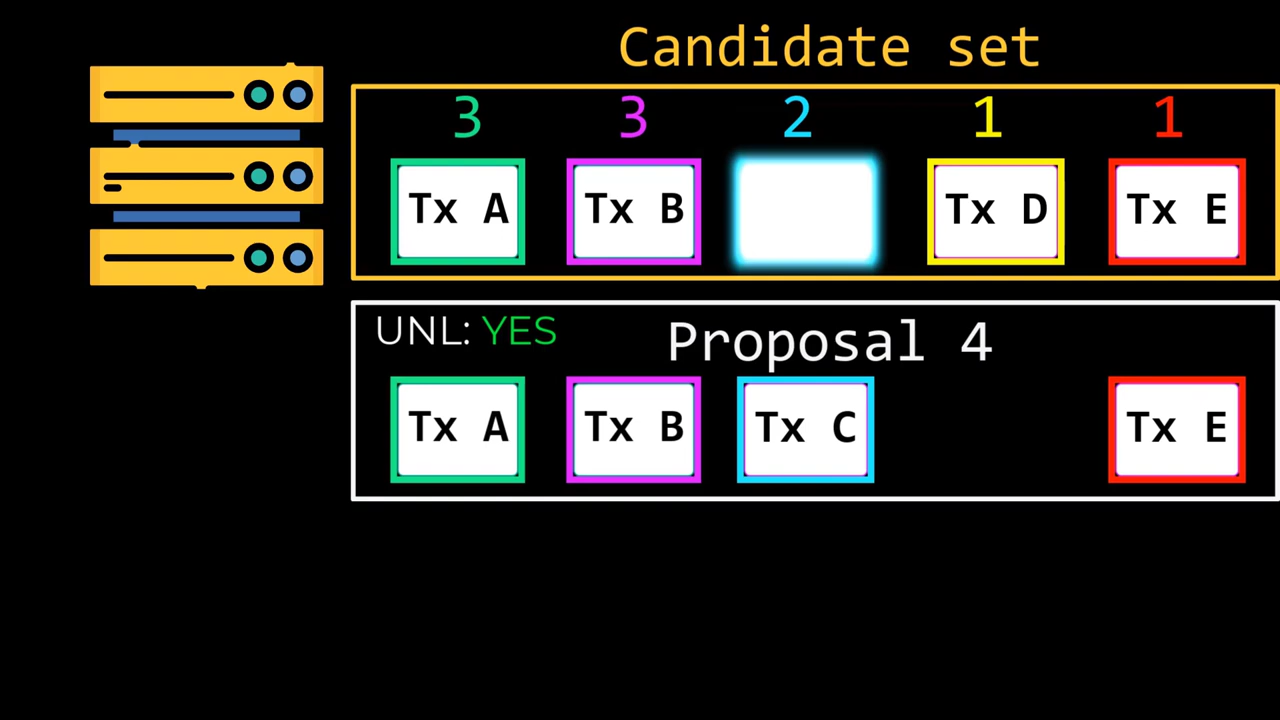 Candidate set
3 3 2 1 1
Tx A Tx B Tx D Tx E
UNL: YES
Proposal 4
Tx A Tx B Tx C Tx E